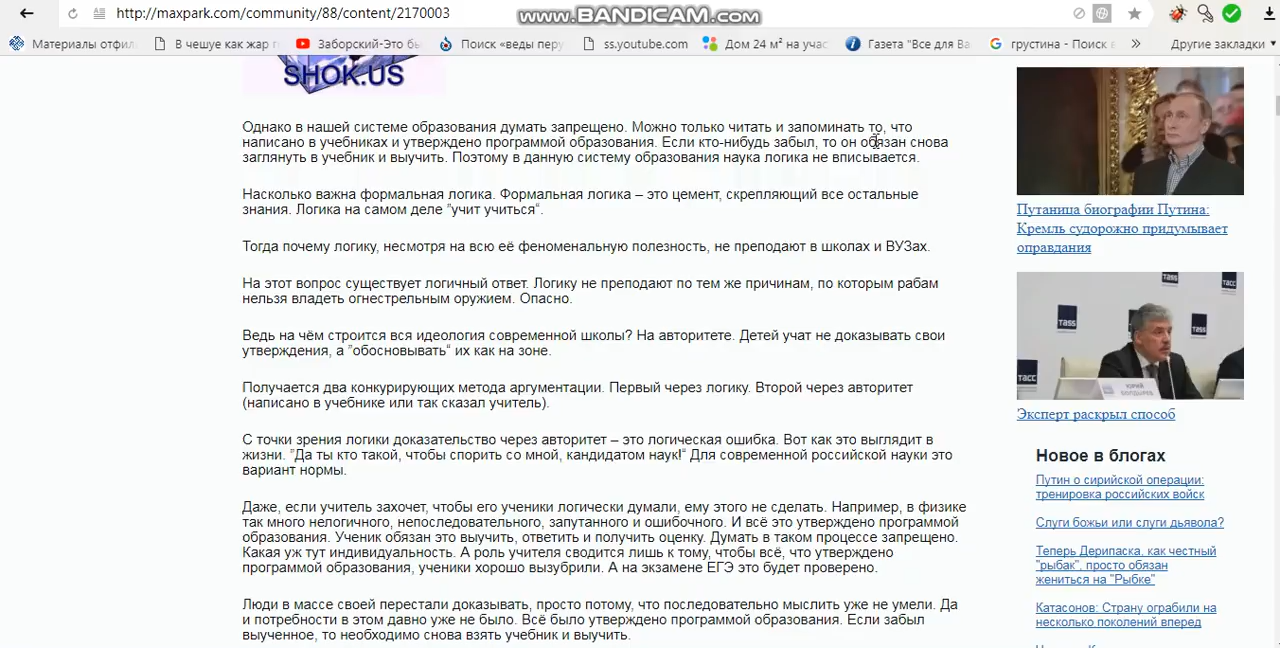 http://maxpark.com/community/88/content/2170003
www.BANDICAM.com
Материалы отфил
В чешуе как жар г
Заборский-Это бы
Поиск «веды перу
ss.youtube.com
Дом 24 м² на учас
Газета "Все для Ва
грустина - Поиск
Другие закладки
SHOK.US
Однако в нашей системе образования думать запрещено. Можно только читать и запоминать то, что
написано в учебниках и утверждено программой образования. Если кто-нибудь забыл, то он обязан снова
заглянуть в учебник и выучить. Поэтому в данную систему образования наука логика не вписывается.
Насколько важна формальная логика. Формальная логика – это цемент, скрепляющий все остальные
знания. Логика на самом деле "учит учиться".
Тогда почему логику, несмотря на всю её феноменальную полезность, не преподают в школах и ВУЗах.
На этот вопрос существует логичный ответ. Логику не преподают по тем же причинам, по которым рабам
нельзя владеть огнестрельным оружием. Опасно.
Ведь на чём строится вся идеология современной школы? На авторитете. Детей учат не доказывать свои
утверждения, а "обосновывать" их как на зоне.
Получается два конкурирующих метода аргументации. Первый через логику. Второй через авторитет
(написано в учебнике или так сказал учитель).
С точки зрения логики доказательство через авторитет – это логическая ошибка. Вот как это выглядит в
жизни. "Да ты кто такой, чтобы спорить со мной, кандидатом наук!" Для современной российской науки это
вариант нормы.
Даже, если учитель захочет, чтобы его ученики логически думали, ему этого не сделать. Например, в физике
так много нелогичного, непоследовательного, запутанного и ошибочного. И всё это утверждено программой
образования. Ученик обязан это выучить, ответить и получить оценку. Думать в таком процессе запрещено.
Какая уж тут индивидуальность. А роль учителя сводится лишь к тому, чтобы всё, что утверждено
программой образования, ученики хорошо вызубрили. А на экзамене ЕГЭ это будет проверено.
Люди в массе своей перестали доказывать, просто потому, что последовательно мыслить уже не умели. Да
и потребности в этом давно уже не было. Всё было утверждено программой образования. Если забыл
выученное, то необходимо снова взять учебник и выучить.
Путаница биографии Путина:
Кремль судорожно придумывает
оправдания
TASS
TASS
TASS
ТАСС
ТАСС
ЮРИЙ
БОЛДЫРЕВ
Эксперт раскрыл способ
Новое в блогах
Путин о сирийской операции:
тренировка российских войск
Слуги божьи или слуги дьявола?
Теперь Дерипаска, как честный
"рыбак", просто обязан
жениться на "Рыбке"
Катасонов: Страну ограбили на
несколько поколений вперед